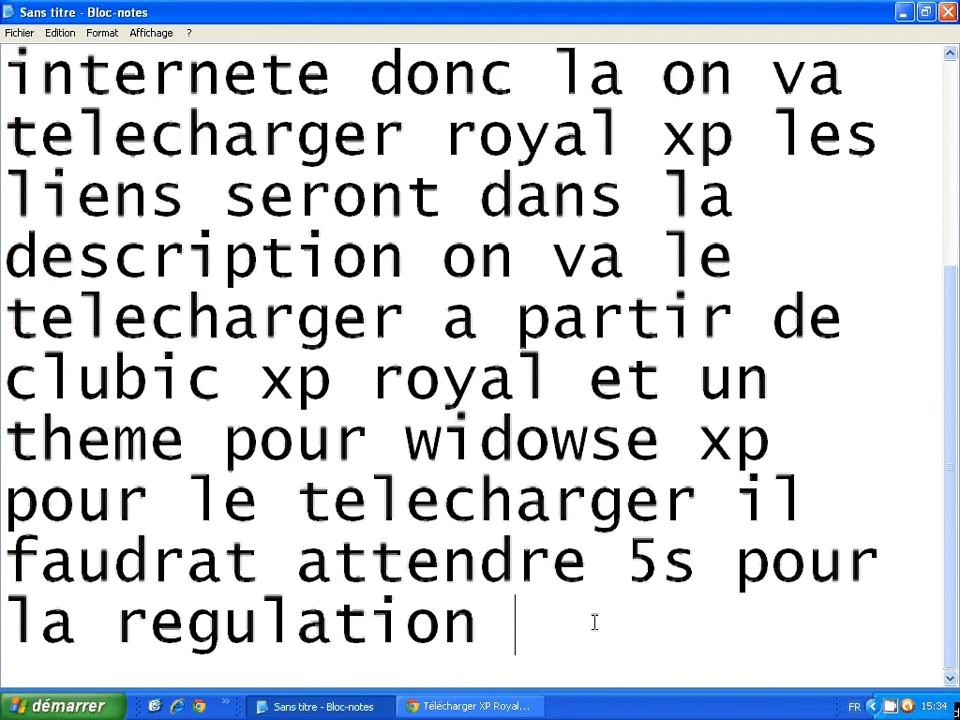 Sans titre - Bloc-notes
Fichier Edition Format Affichage ?
internete donc la on va
telecharger royal xp les
liens seront dans la
description on va le
telecharger a partir de
clubic xp royal et un
theme pour widowse xp
pour le telecharger il
faudrat attendre 5s pour
la regulation
démarrer
Sans titre - Bloc-notes
Télécharger XP Royal...
FR
15:34